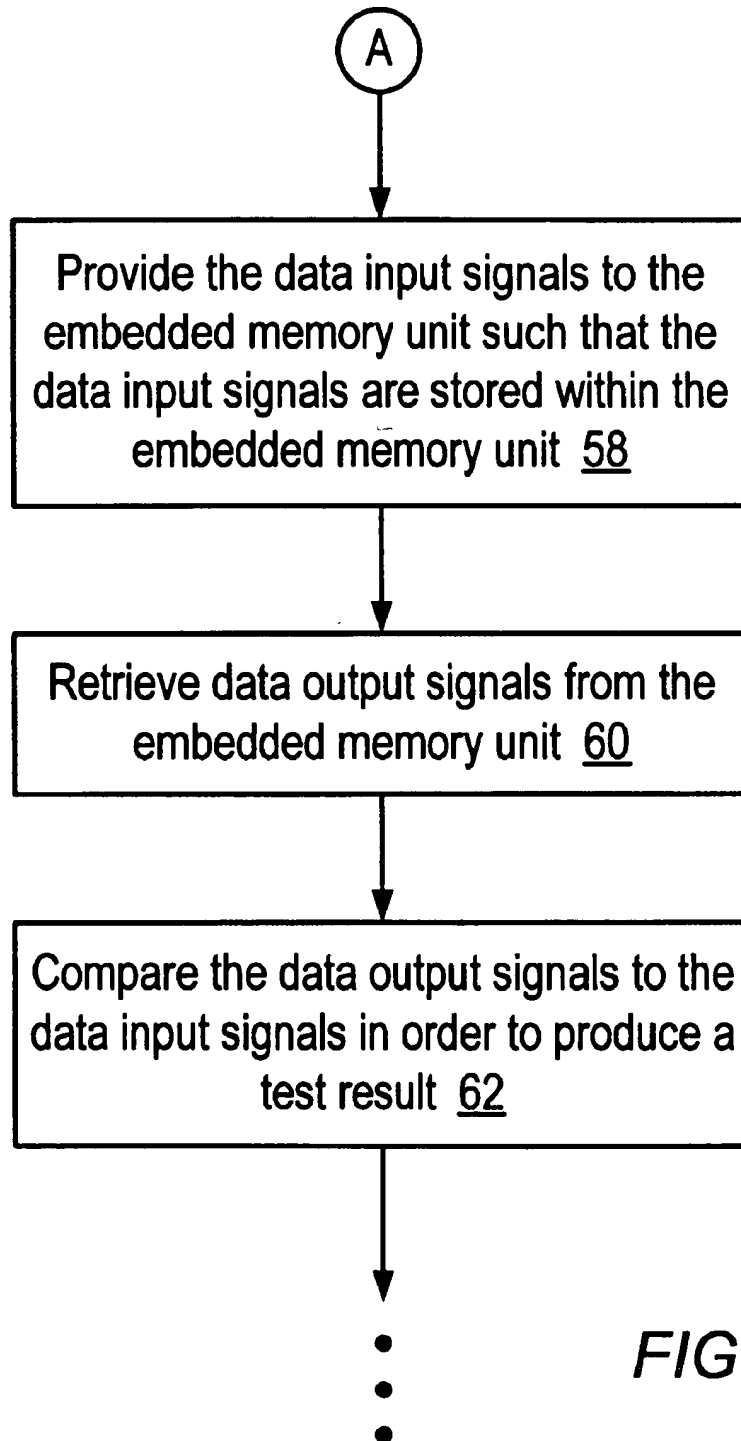 A
Provide the data input signals to the
embedded memory unit such that the
data input signals are stored within the
embedded memory unit 58
Retrieve data output signals from the
embedded memory unit 60
Compare the data output signals to the
data input signals in order to produce a
test result 62
FIG